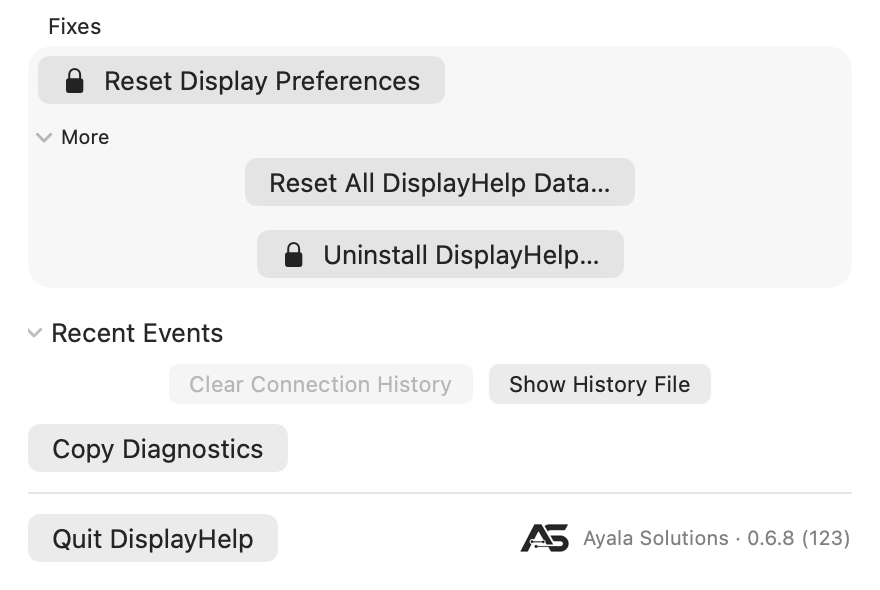 Fixes
Reset Display Preferences
More
Reset All DisplayHelp Data...
Uninstall DisplayHelp...
Recent Events
Clear Connection History
Show History File
Copy Diagnostics
Quit DisplayHelp
AS Ayala Solutions · 0.6.8 (123)